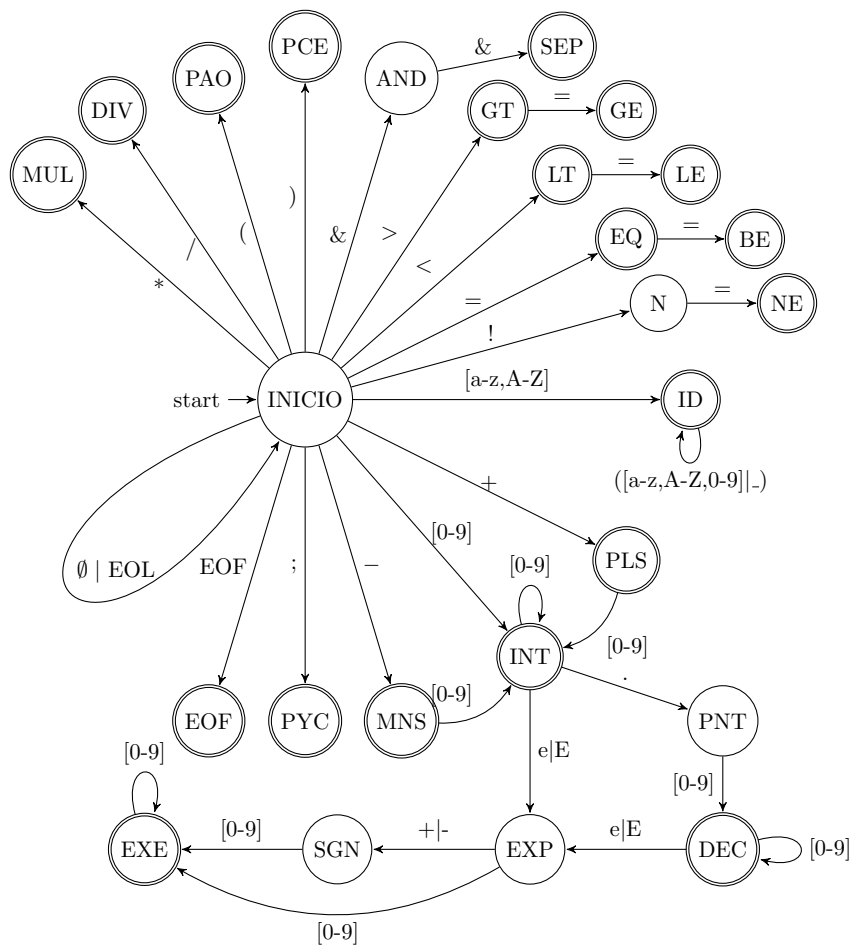 PCE
&
SEP
PAO
AND
DIV
GT
=
GE
MUL
LT
=
LE
)
(
&
>
/
<
EQ
=
BE
*
=
N
=
NE
!
start
INICIO
[a-z,A-Z]
ID
([a-z,A-Z,0-9]|_)
+
[0-9]
∅ | EOL
EOF
;
−
[0-9]
PLS
[0-9]
INT
[0-9]
.
EOF
PYC
MNS
PNT
[0-9]
e|E
[0-9]
[0-9]
+|-
e|E
EXE
SGN
EXP
DEC
[0-9]
[0-9]